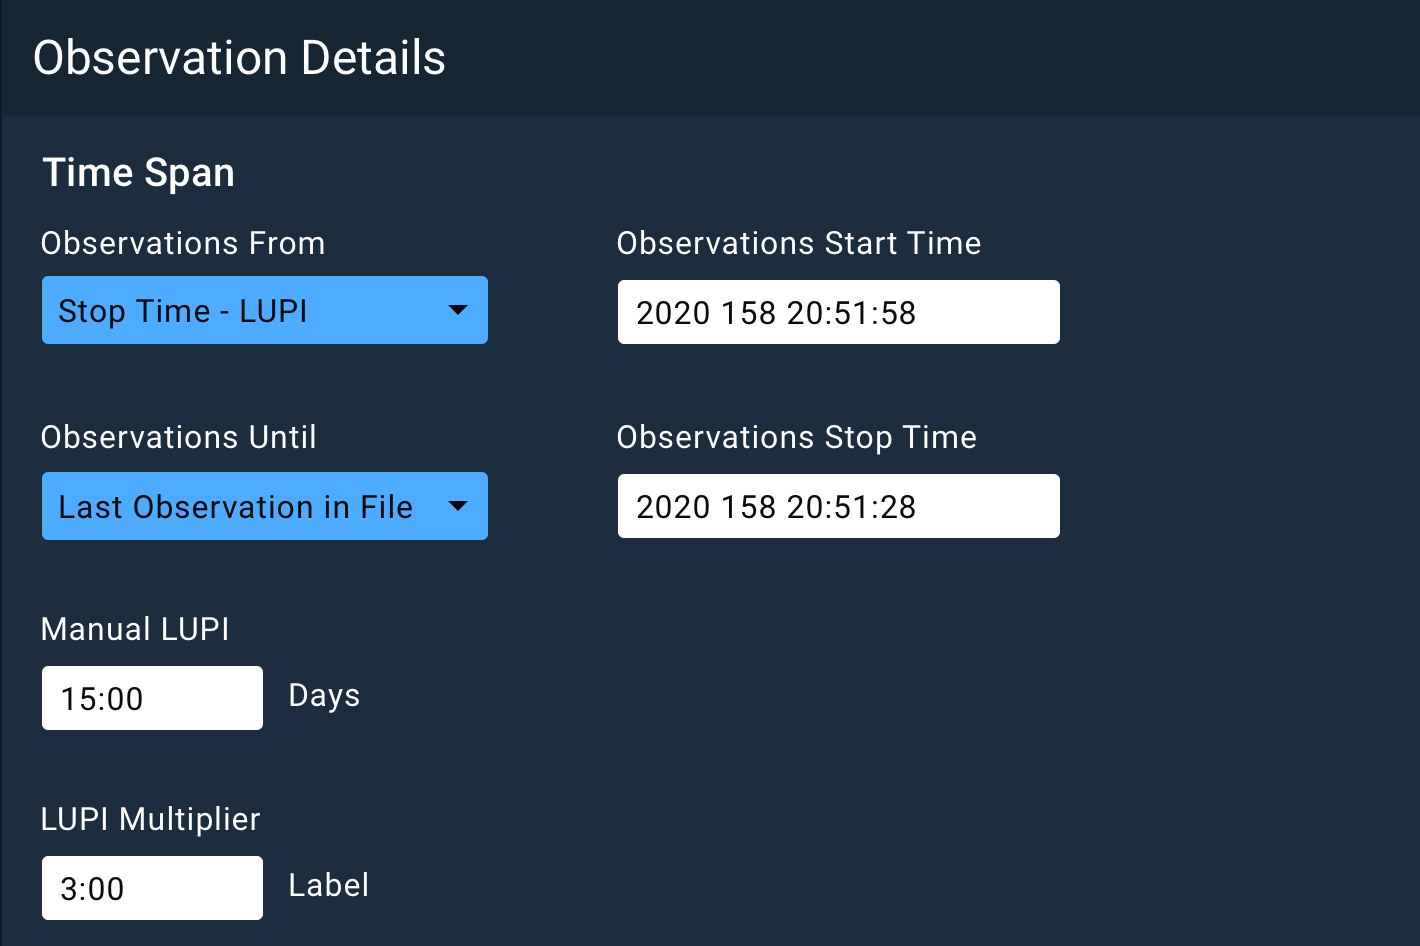 Observation Details
Time Span
Observations From
Observations Start Time
Stop Time - LUPI
2020 158 20:51:58
Observations Until
Observations Stop Time
Last Observation in File
2020 158 20:51:28
Manual LUPI
15:00 Days
LUPI Multiplier
3:00 Label